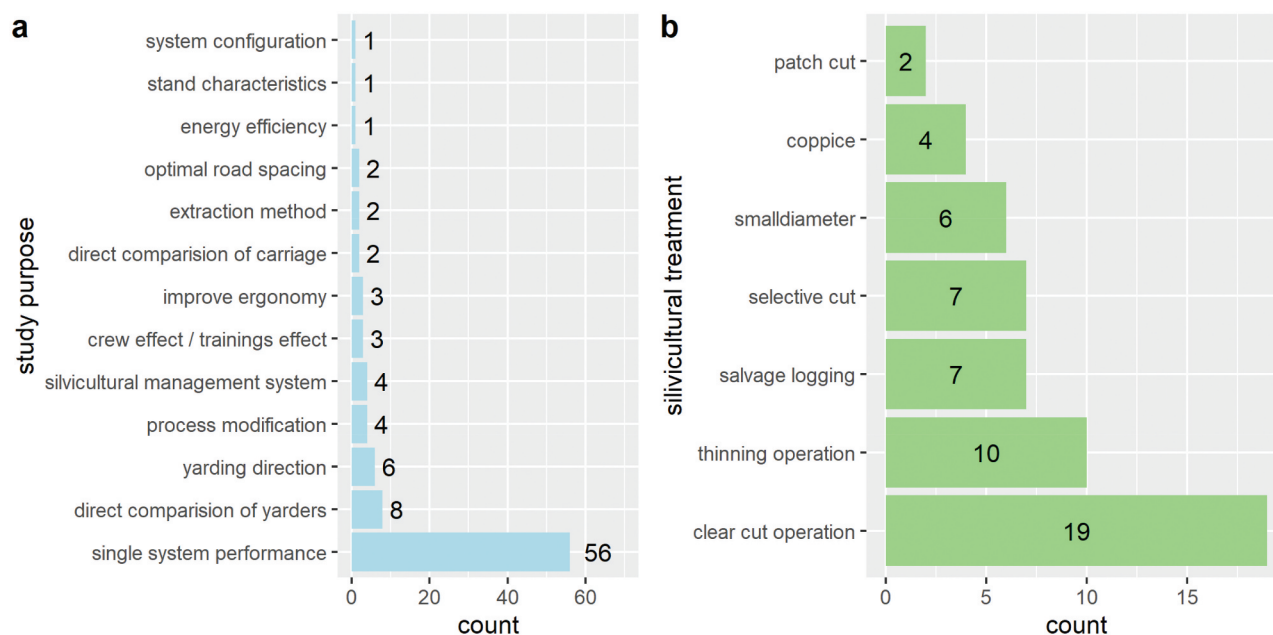 a
study purpose
system configuration 1
stand characteristics 1
energy efficiency 1
optimal road spacing 2
extraction method 2
direct comparision of carriage 2
improve ergonomy 3
crew effect / trainings effect 3
silvicultural management system 4
process modification 4
yarding direction 6
direct comparision of yarders 8
single system performance 56
0 20 40 60
count
b
silivicultural treatment
patch cut 2
coppice 4
smalldiameter 6
selective cut 7
salvage logging 7
thinning operation 10
clear cut operation 19
0 5 10 15
count